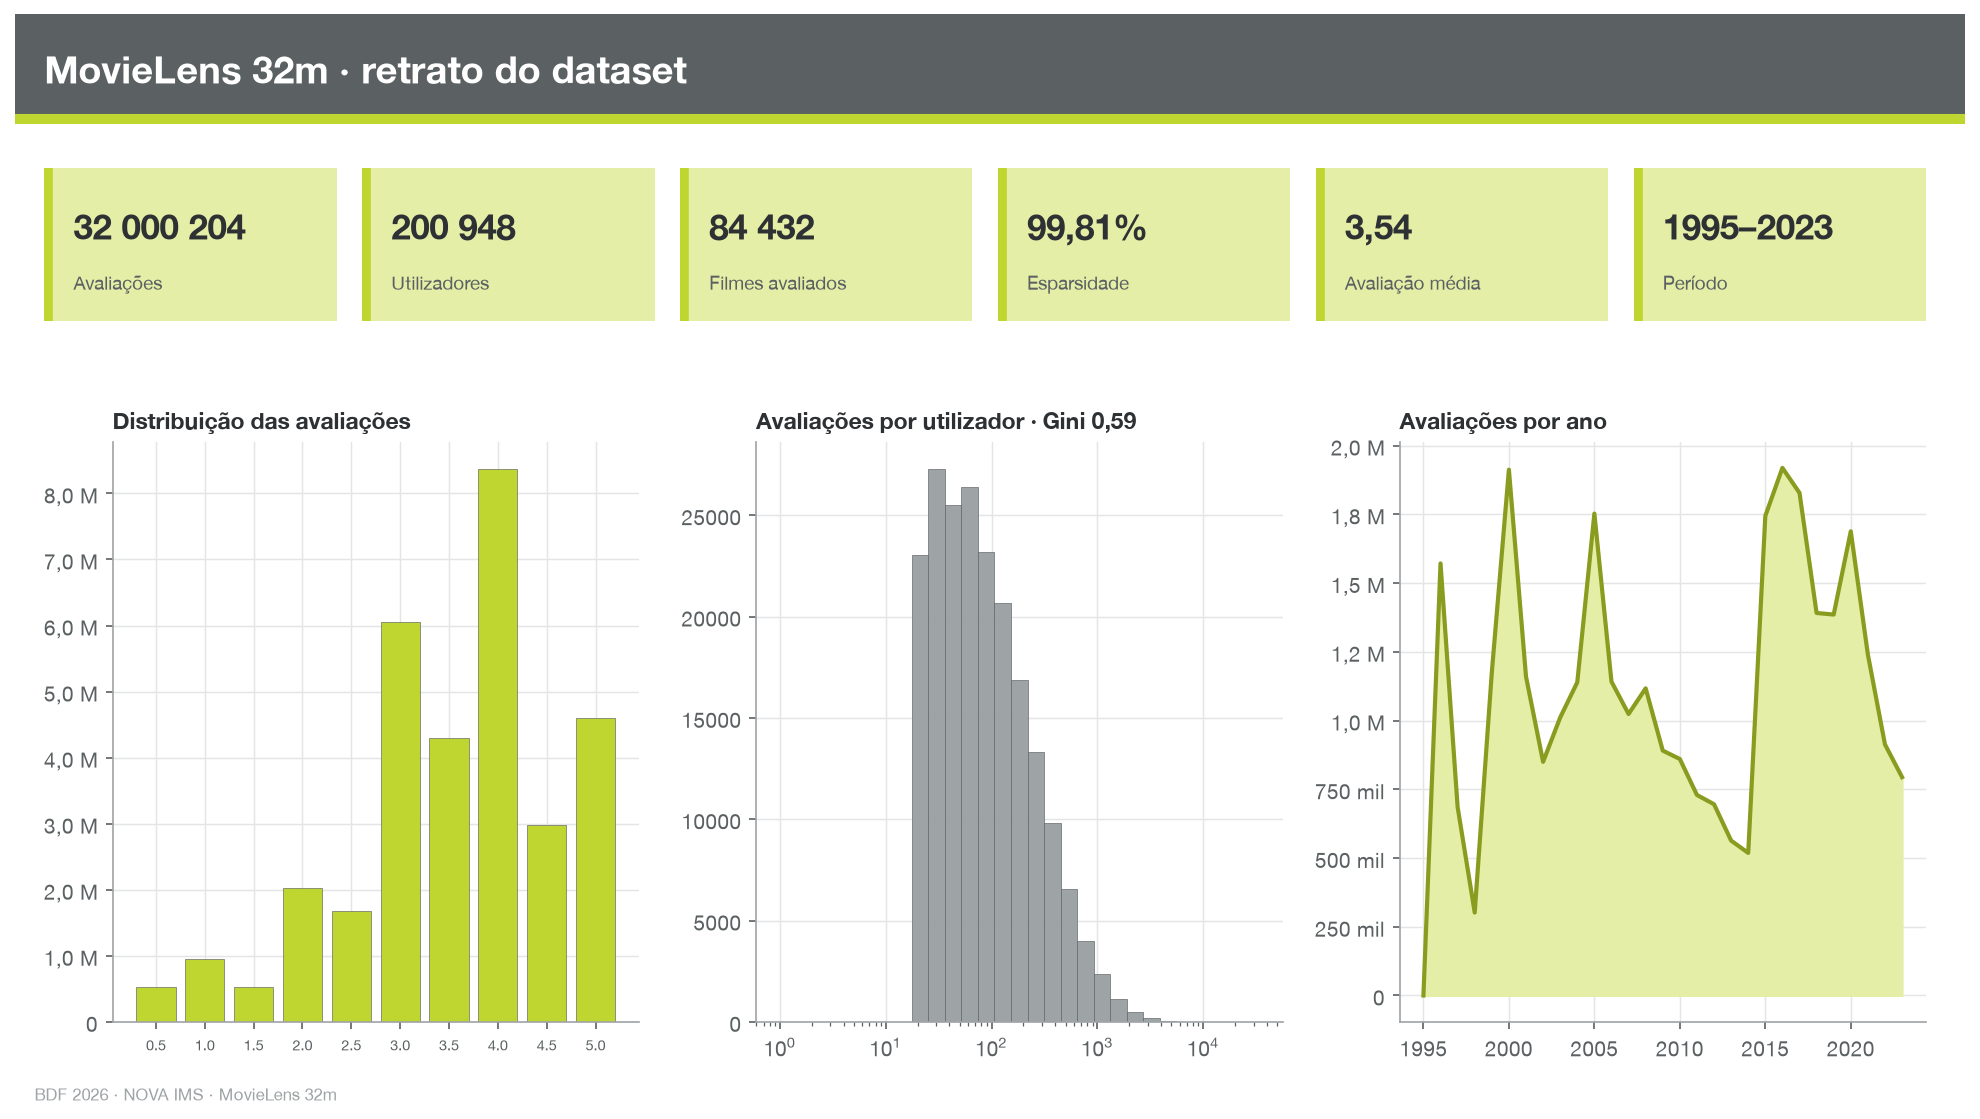 MovieLens 32m · retrato do dataset
32 000 204
Avaliações
200 948
Utilizadores
84 432
Filmes avaliados
99,81%
Esparsidade
3,54
Avaliação média
1995–2023
Período
Distribuição das avaliações
8,0 M
7,0 M
6,0 M
5,0 M
4,0 M
3,0 M
2,0 M
1,0 M
0
0.5 1.0 1.5 2.0 2.5 3.0 3.5 4.0 4.5 5.0
Avaliações por utilizador · Gini 0,59
25000
20000
15000
10000
5000
0
10⁰ 10¹ 10² 10³ 10⁴
Avaliações por ano
2,0 M
1,8 M
1,5 M
1,2 M
1,0 M
750 mil
500 mil
250 mil
0
1995 2000 2005 2010 2015 2020
BDF 2026 · NOVA IMS · MovieLens 32m